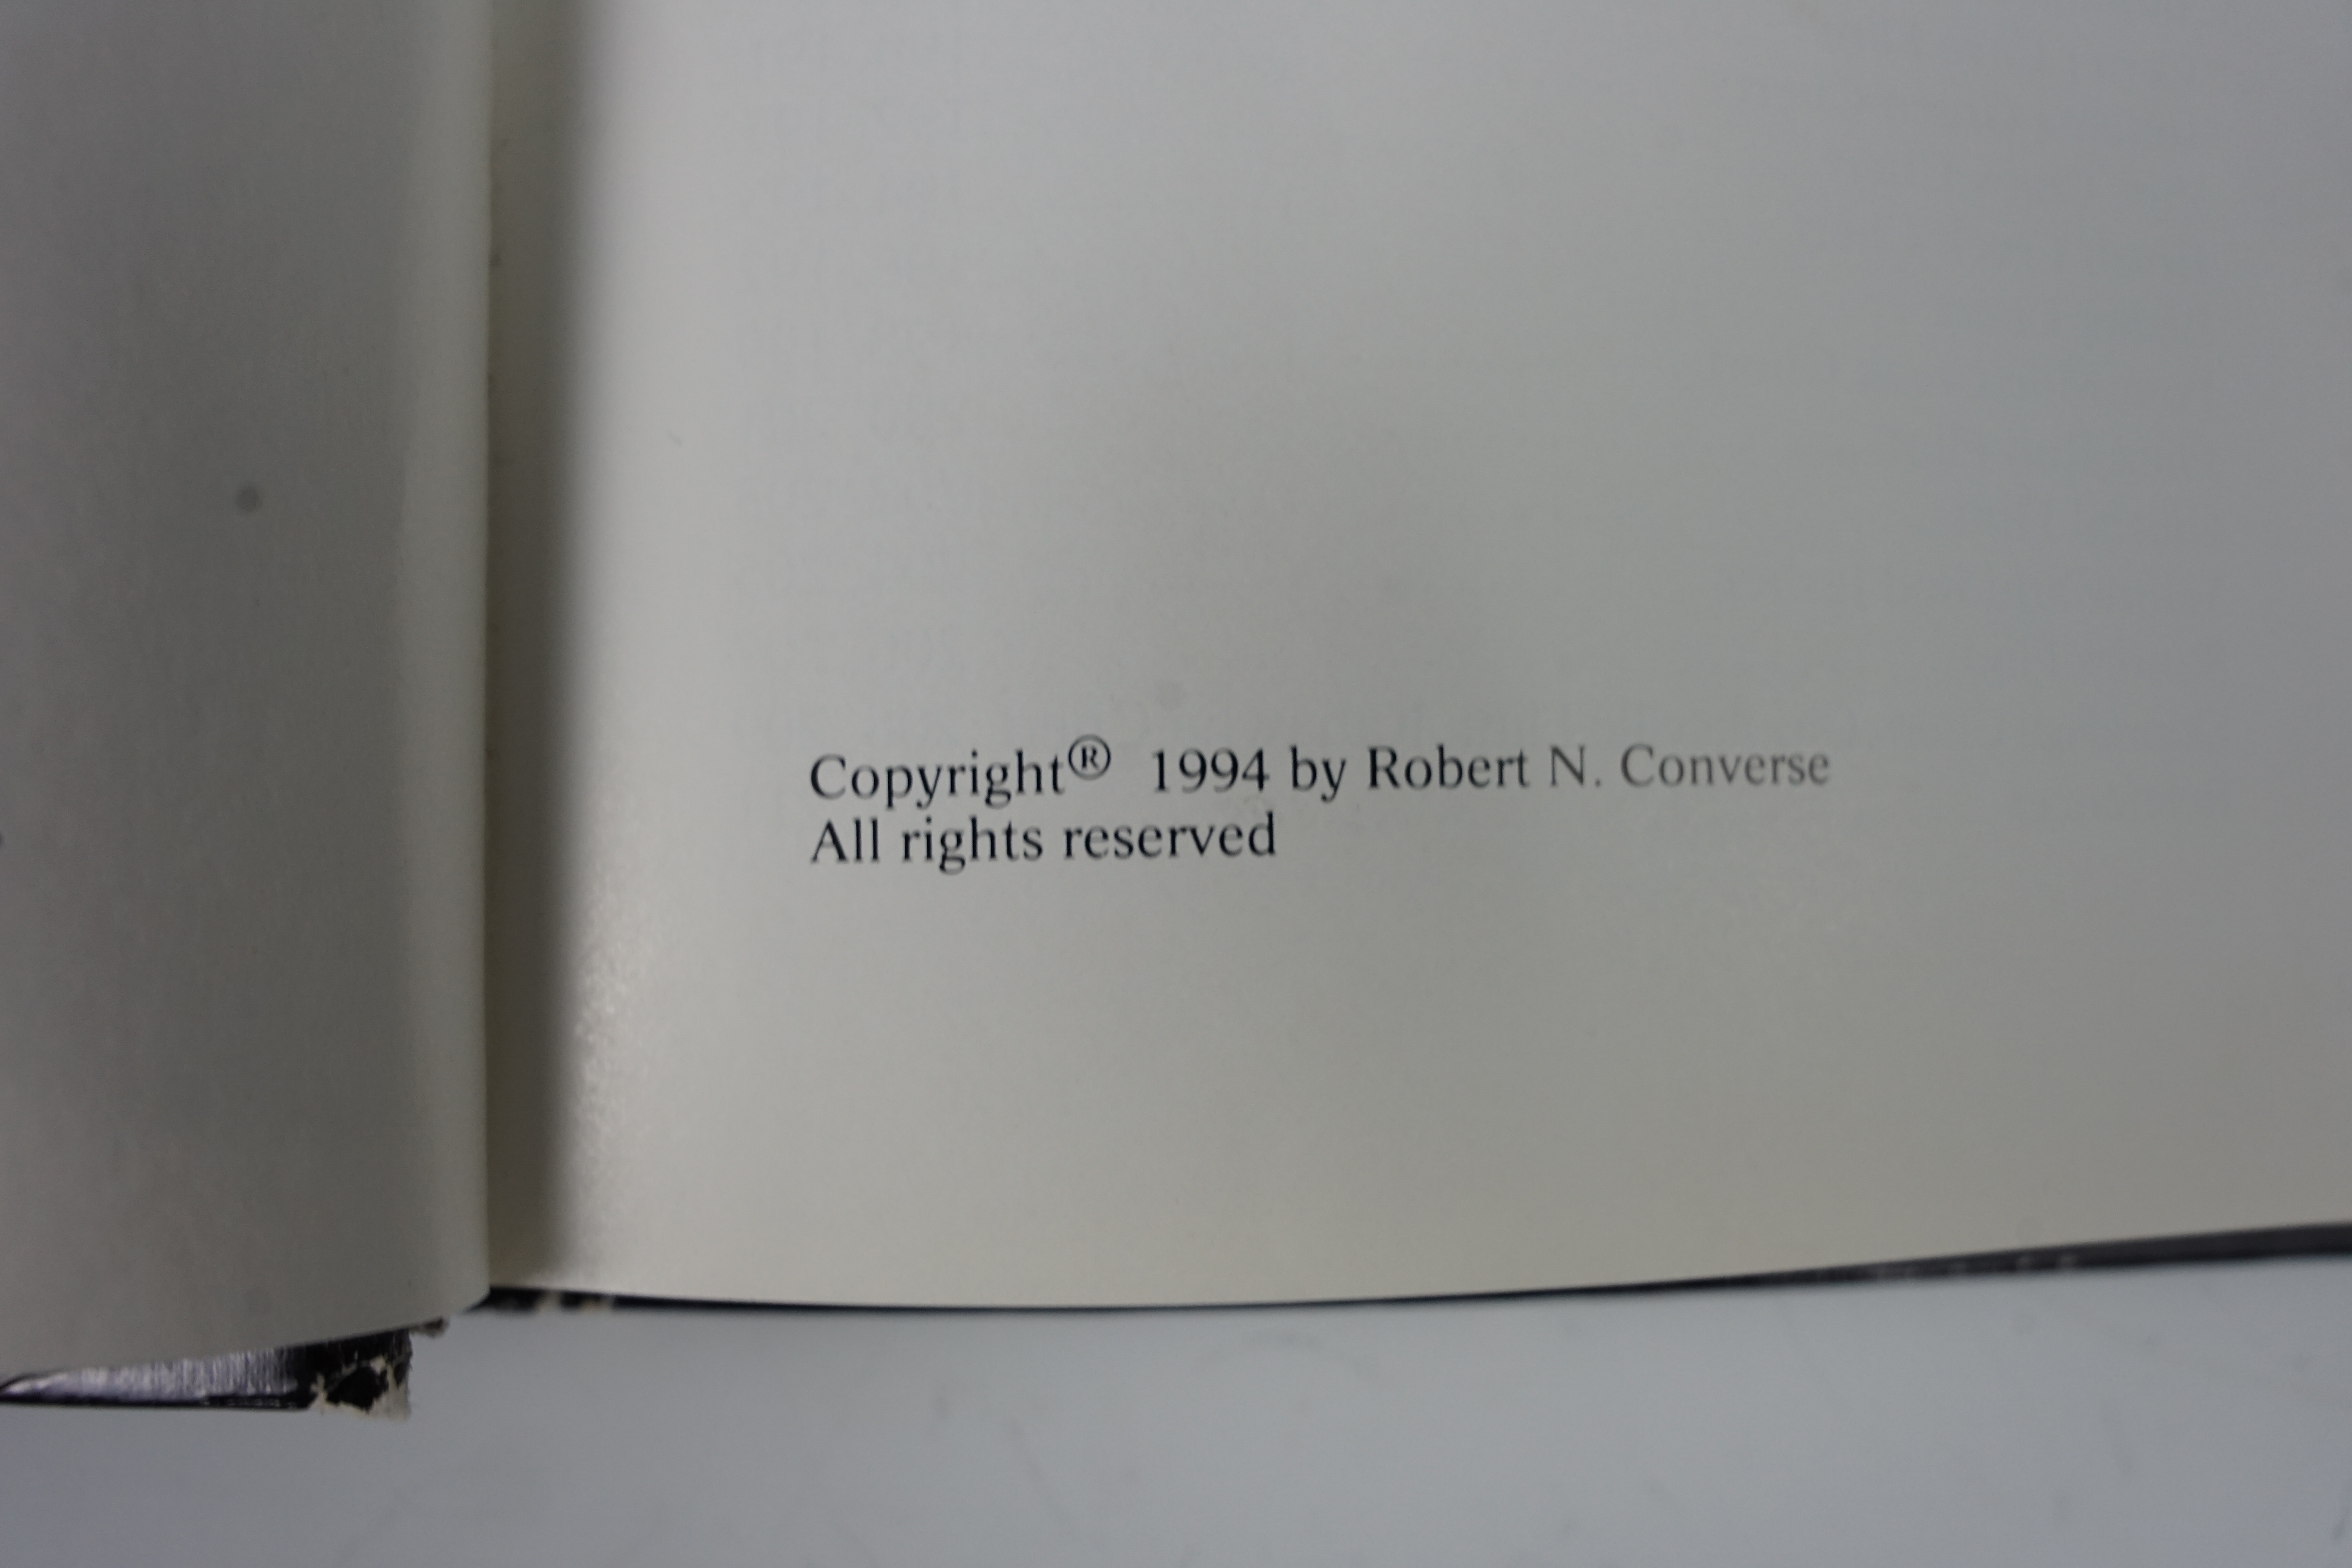 Copyright® 1994 by Robert N. Converse
All rights reserved